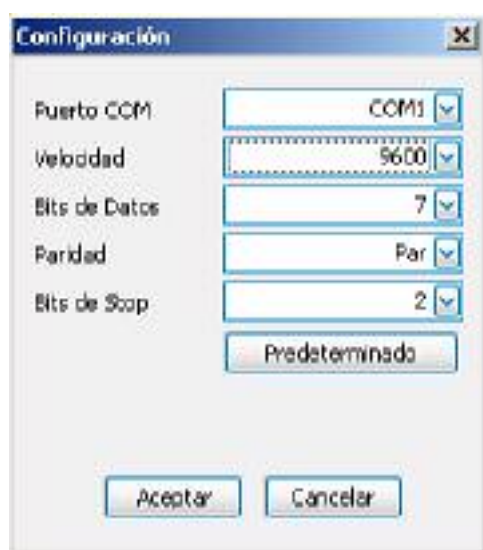 Configuración
Puerto COM COM1
Velocidad 9600
Bits de Datos 7
Paridad Par
Bits de Stop 2
Predeterminado
Aceptar Cancelar